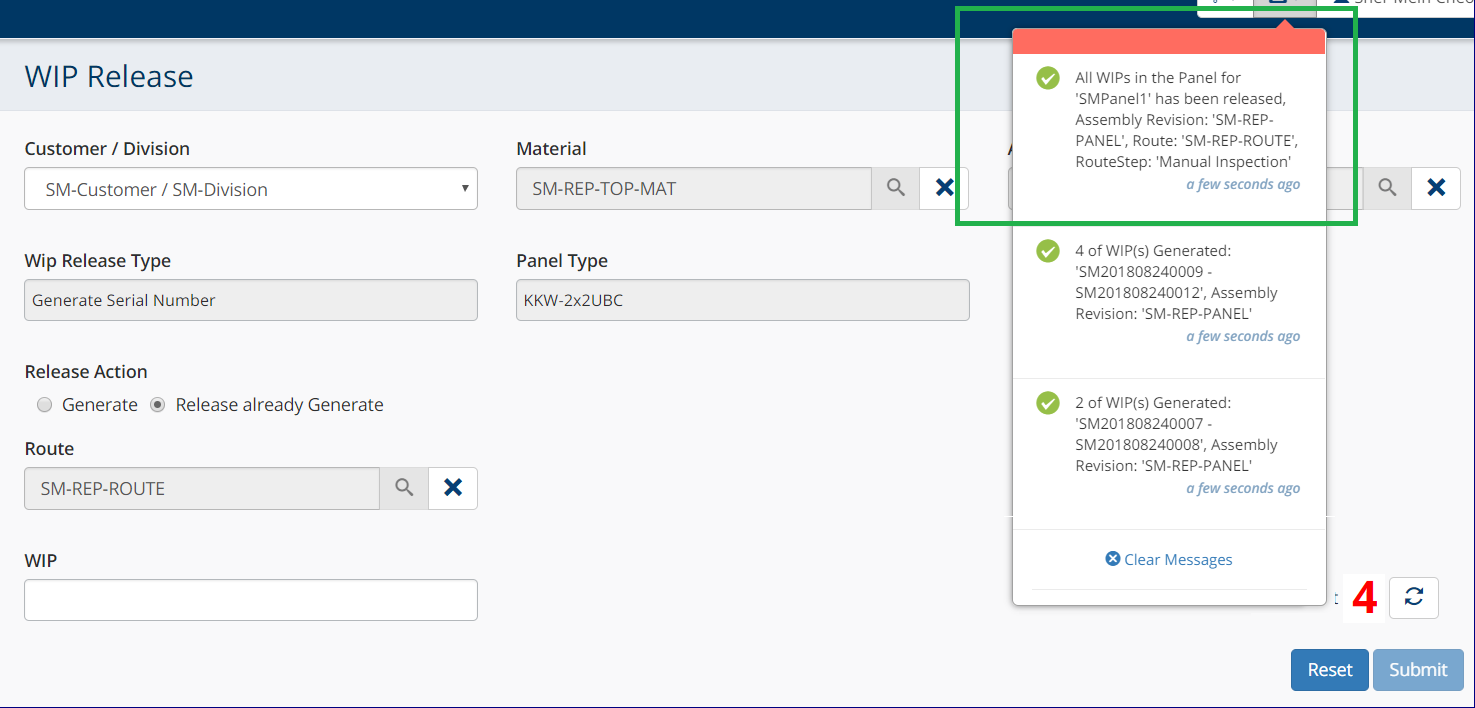 WIP Release
Customer / Division
SM-Customer / SM-Division
Material
SM-REP-TOP-MAT
Wip Release Type
Generate Serial Number
Panel Type
KKW-2x2UBC
Release Action
Generate
Release already Generate
Route
SM-REP-ROUTE
WIP
All WIPs in the Panel for
'SMPanel1' has been released,
Assembly Revision: 'SM-REP-
PANEL', Route: 'SM-REP-ROUTE',
RouteStep: 'Manual Inspection'
a few seconds ago
4 of WIP(s) Generated:
'SM201808240009 -
SM201808240012', Assembly
Revision: 'SM-REP-PANEL'
a few seconds ago
2 of WIP(s) Generated:
'SM201808240007 -
SM201808240008', Assembly
Revision: 'SM-REP-PANEL'
a few seconds ago
Clear Messages
4
Reset
Submit